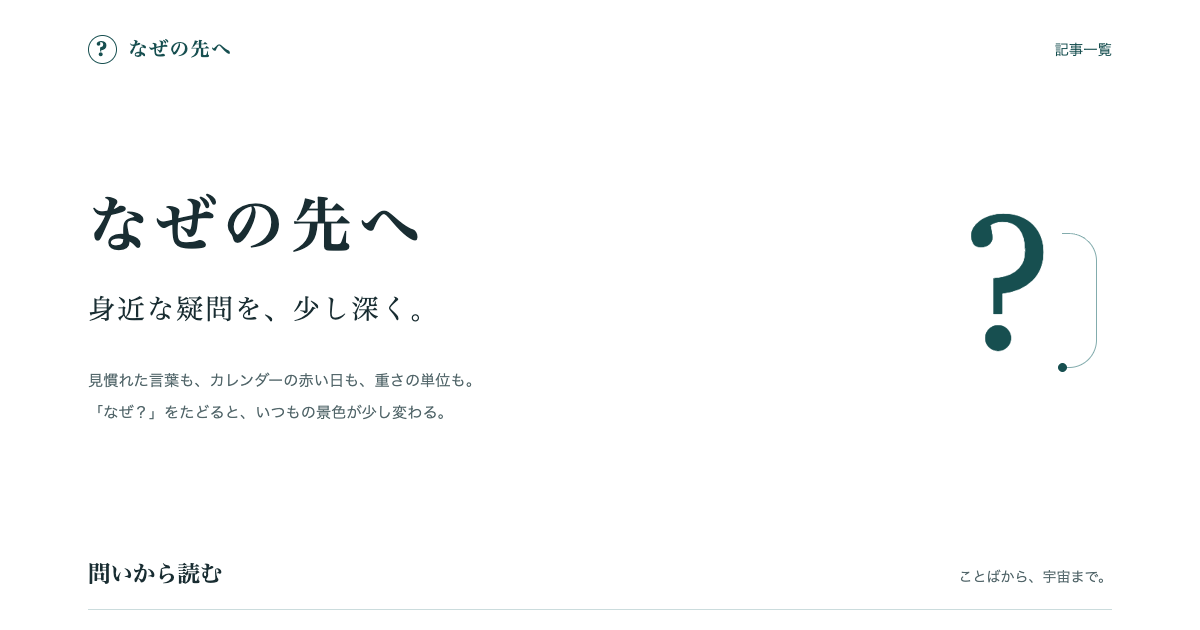 ? なぜの先へ
記事一覧
なぜの先へ
身近な疑問を、少し深く。
見慣れた言葉も、カレンダーの赤い日も、重さの単位も。
「なぜ？」をたどると、いつもの景色が少し変わる。
?
問いから読む
ことばから、宇宙まで。